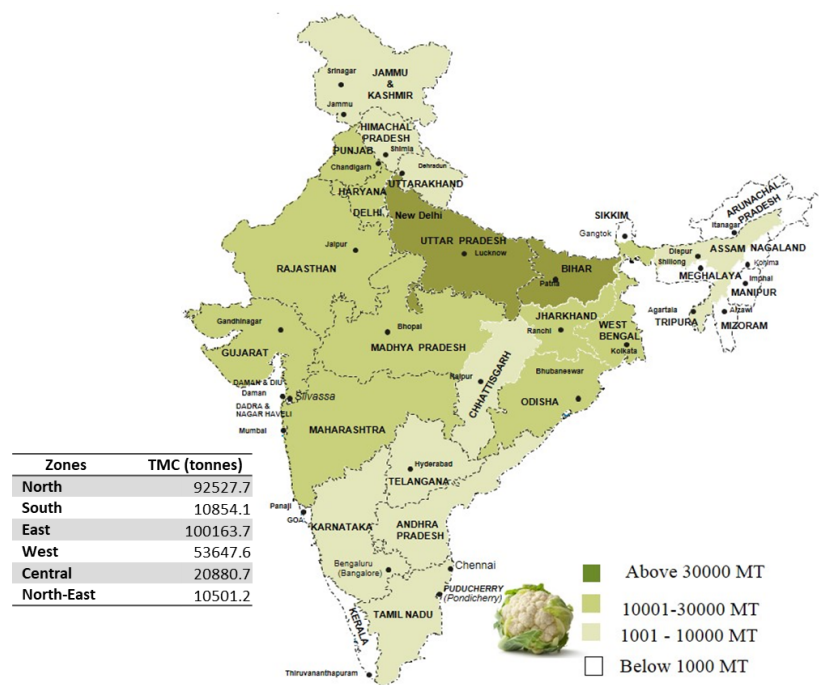 Srinagar
JAMMU
&
KASHMIR
Jammu
HIMACHAL
PRADESH
Shimla
PUNJAB
Chandigarh
Dehradun
UTTARAKHAND
HARYANA
DELHI
New Delhi
UTTAR PRADESH
Lucknow
Jaipur
RAJASTHAN
SIKKIM
Gangtok
ARUNACHAL
PRADESH
Itanagar
ASSAM
NAGALAND
Dispur
Shillong
Kohima
MEGHALAYA
Imphal
MANIPUR
Agartala
TRIPURA
Aizawl
MIZORAM
BIHAR
Patna
JHARKHAND
Ranchi
WEST
BENGAL
Kolkata
Gandhinagar
GUJARAT
Bhopal
MADHYA PRADESH
CHHATTISGARH
Raipur
Bhubaneswar
ODISHA
DAMAN & DIU
Daman
Silvassa
DADRA &
NAGAR HAVELI
Mumbai
MAHARASHTRA
Hyderabad
TELANGANA
Panaji
GOA
KARNATAKA
ANDHRA
PRADESH
Bengaluru
(Bangalore)
Chennai
PUDUCHERRY
(Pondicherry)
TAMIL NADU
KERALA
Thiruvananthapuram
Zones TMC (tonnes)
North 92527.7
South 10854.1
East 100163.7
West 53647.6
Central 20880.7
North-East 10501.2
Above 30000 MT
10001-30000 MT
1001 - 10000 MT
Below 1000 MT